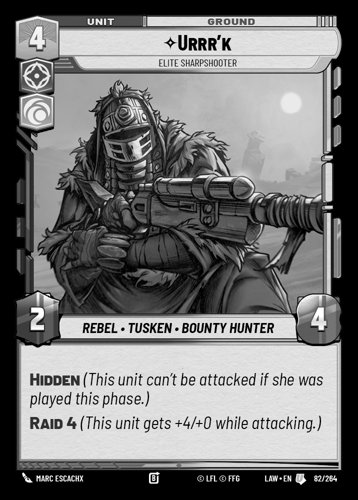 UNIT GROUND
4
✧URRR'K
ELITE SHARPSHOOTER
2
REBEL • TUSKEN • BOUNTY HUNTER
4
HIDDEN (This unit can't be attacked if she was
played this phase.)
RAID 4 (This unit gets +4/+0 while attacking.)
MARC ESCACHX
© LFL © FFG
LAW • EN
82/264